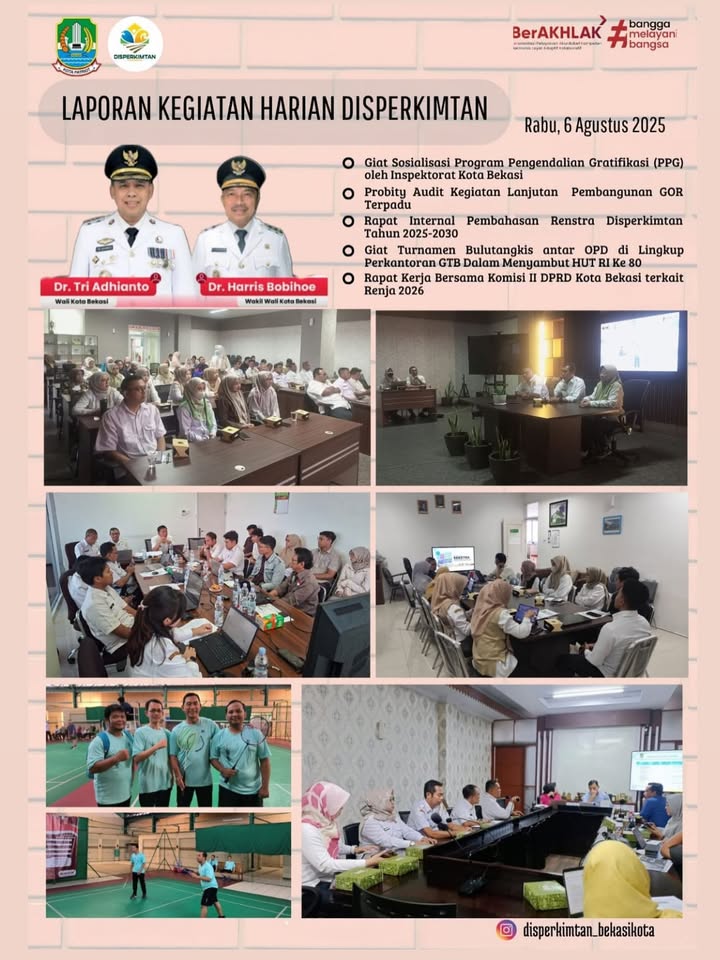 KOTA PATRIOT
DISPERKIMTAN
BerAKHLAK
#bangga
melayani
bangsa
LAPORAN KEGIATAN HARIAN DISPERKIMTAN
Rabu, 6 Agustus 2025
Giat Sosialisasi Program Pengendalian Gratifikasi (PPG)
oleh Inspektorat Kota Bekasi
Probity Audit Kegiatan Lanjutan Pembangunan GOR
Terpadu
Rapat Internal Pembahasan Renstra Disperkimtan
Tahun 2025-2030
Giat Turnamen Bulutangkis antar OPD di Lingkup
Perkantoran GTB Dalam Menyambut HUT RI Ke 80
Rapat Kerja Bersama Komisi II DPRD Kota Bekasi terkait
Renja 2026
Dr. Tri Adhianto
Wali Kota Bekasi
Dr. Harris Bobihoe
Wakil Wali Kota Bekasi
RENSTRA
disperkimtan_bekasikota